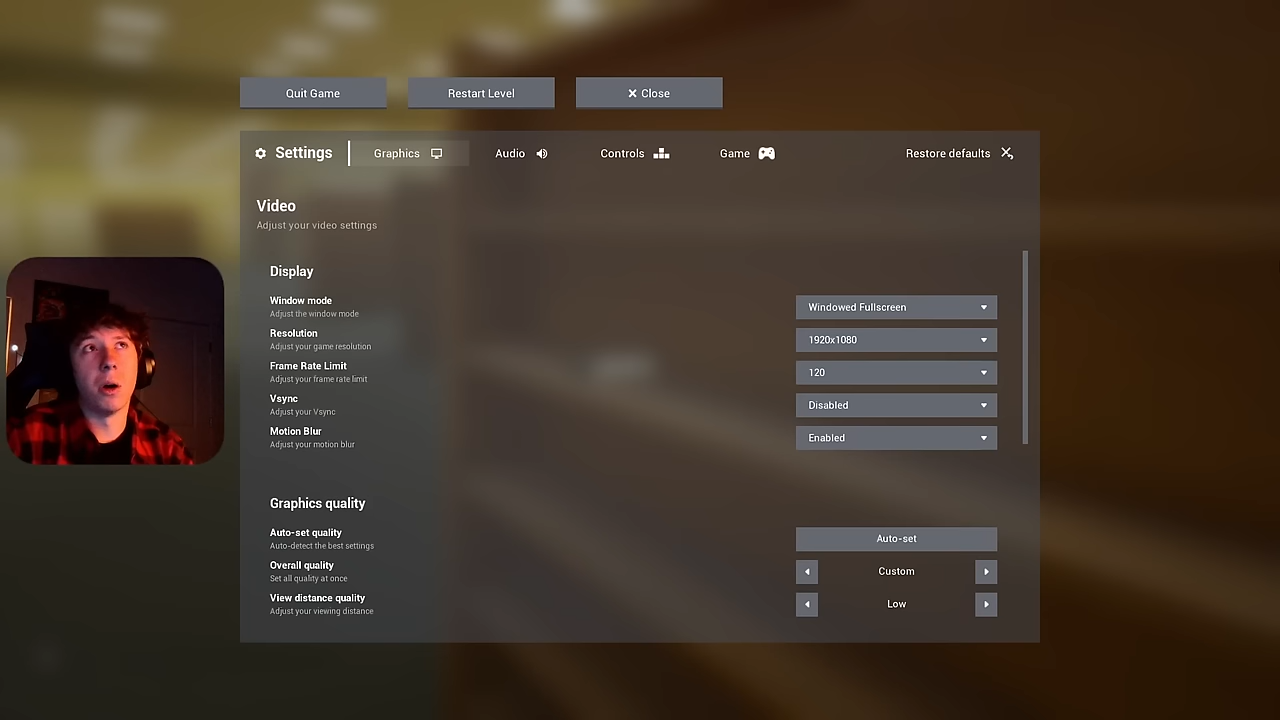 Quit Game
Restart Level
Close
Settings
Graphics
Audio
Controls
Game
Restore defaults
Video
Adjust your video settings
Display
Window mode
Adjust the window mode
Windowed Fullscreen
Resolution
Adjust your game resolution
1920x1080
Frame Rate Limit
Adjust your frame rate limit
120
Vsync
Adjust your Vsync
Disabled
Motion Blur
Adjust your motion blur
Enabled
Graphics quality
Auto-set quality
Auto-detect the best settings
Auto-set
Overall quality
Set all quality at once
Custom
View distance quality
Adjust your viewing distance
Low